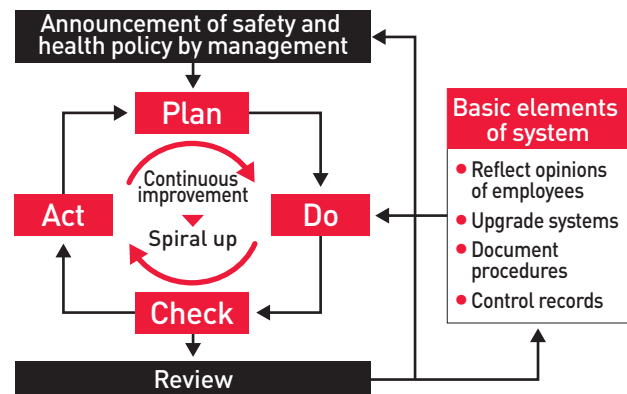 Announcement of safety and
health policy by management
Plan
Basic elements
of system
Reflect opinions
of employees
Upgrade systems
Document
procedures
Control records
Continuous
improvement
Spiral up
Act
Do
Check
Review